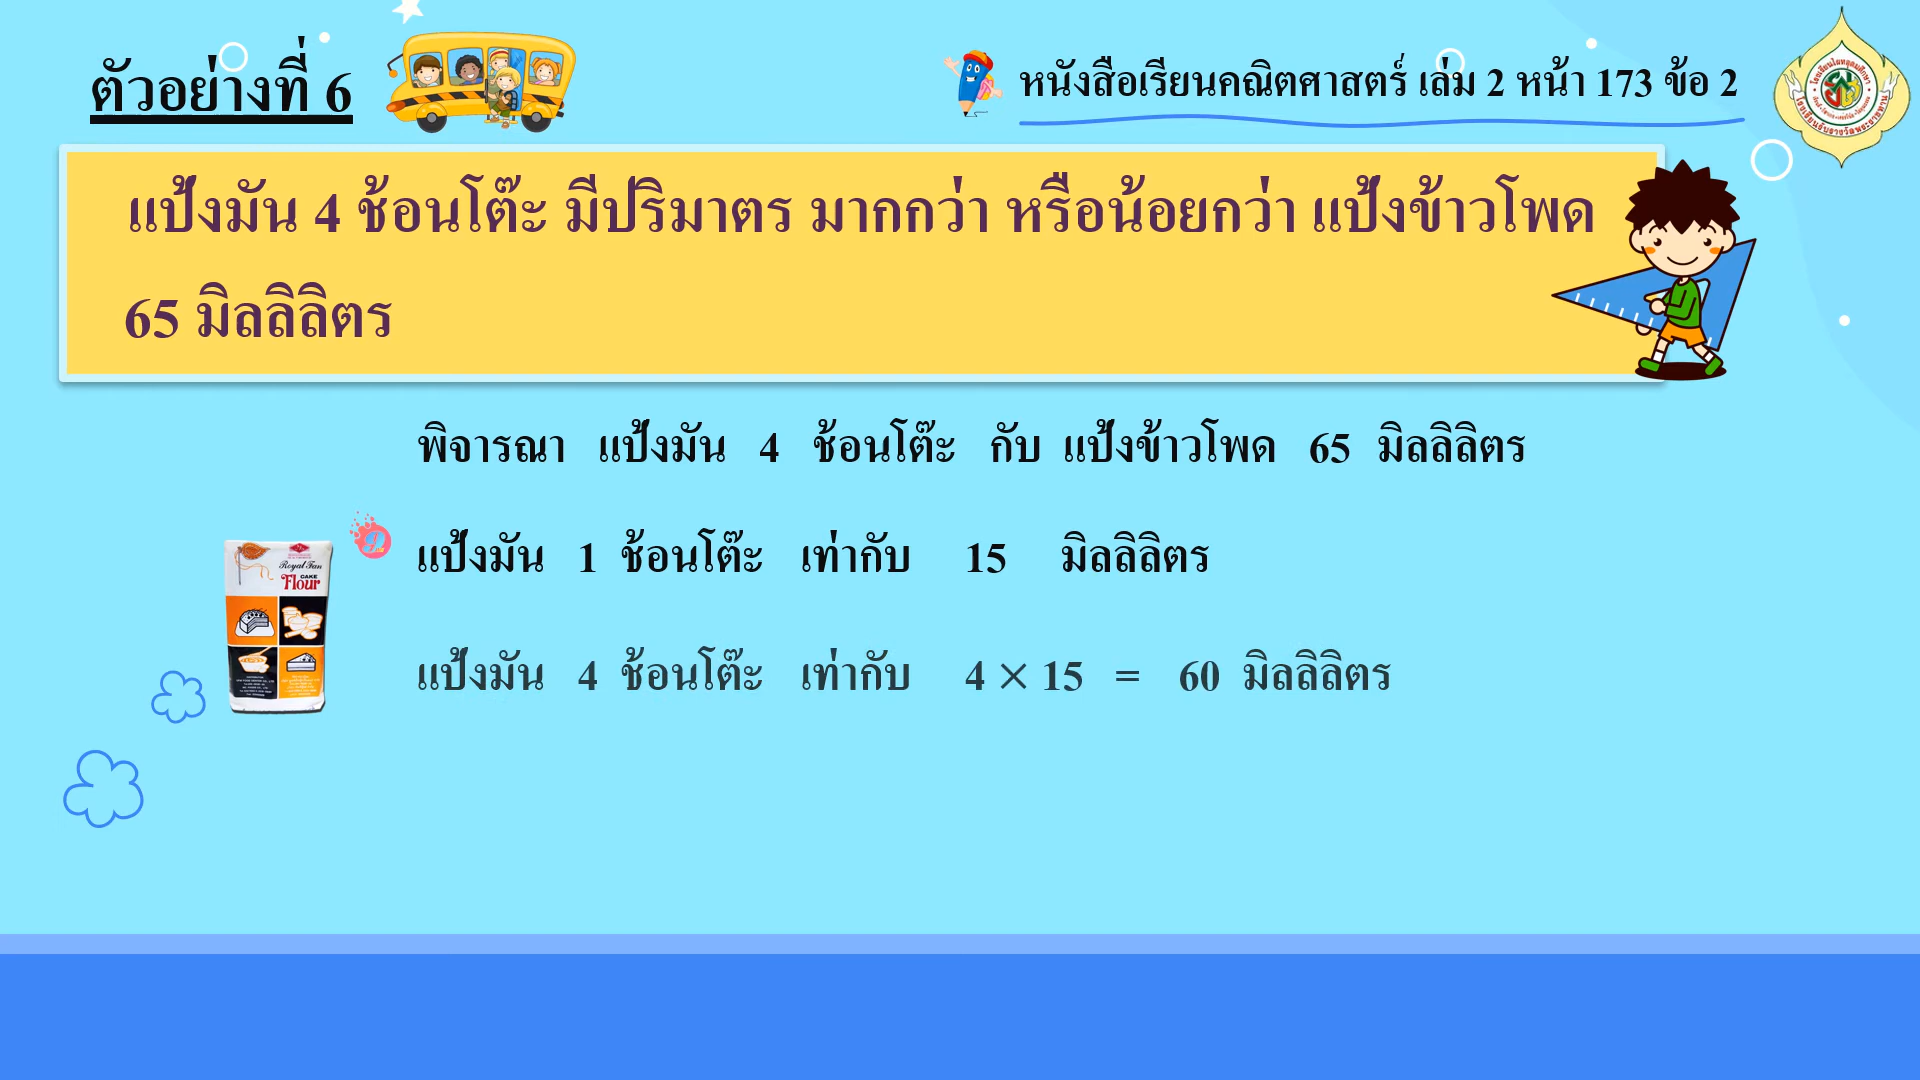 ตัวอย่างที่ 6
หนังสือเรียนคณิตศาสตร์ เล่ม 2 หน้า 173 ข้อ 2
แป้งมัน 4 ช้อนโต๊ะ มีปริมาตร มากกว่า หรือน้อยกว่า แป้งข้าวโพด
65 มิลลิลิตร
พิจารณา แป้งมัน 4 ช้อนโต๊ะ กับ แป้งข้าวโพด 65 มิลลิลิตร
แป้งมัน 1 ช้อนโต๊ะ เท่ากับ 15 มิลลิลิตร
Royal Fan
CAKE
Flour
แป้งมัน 4 ช้อนโต๊ะ เท่ากับ 4 × 15 = 60 มิลลิลิตร